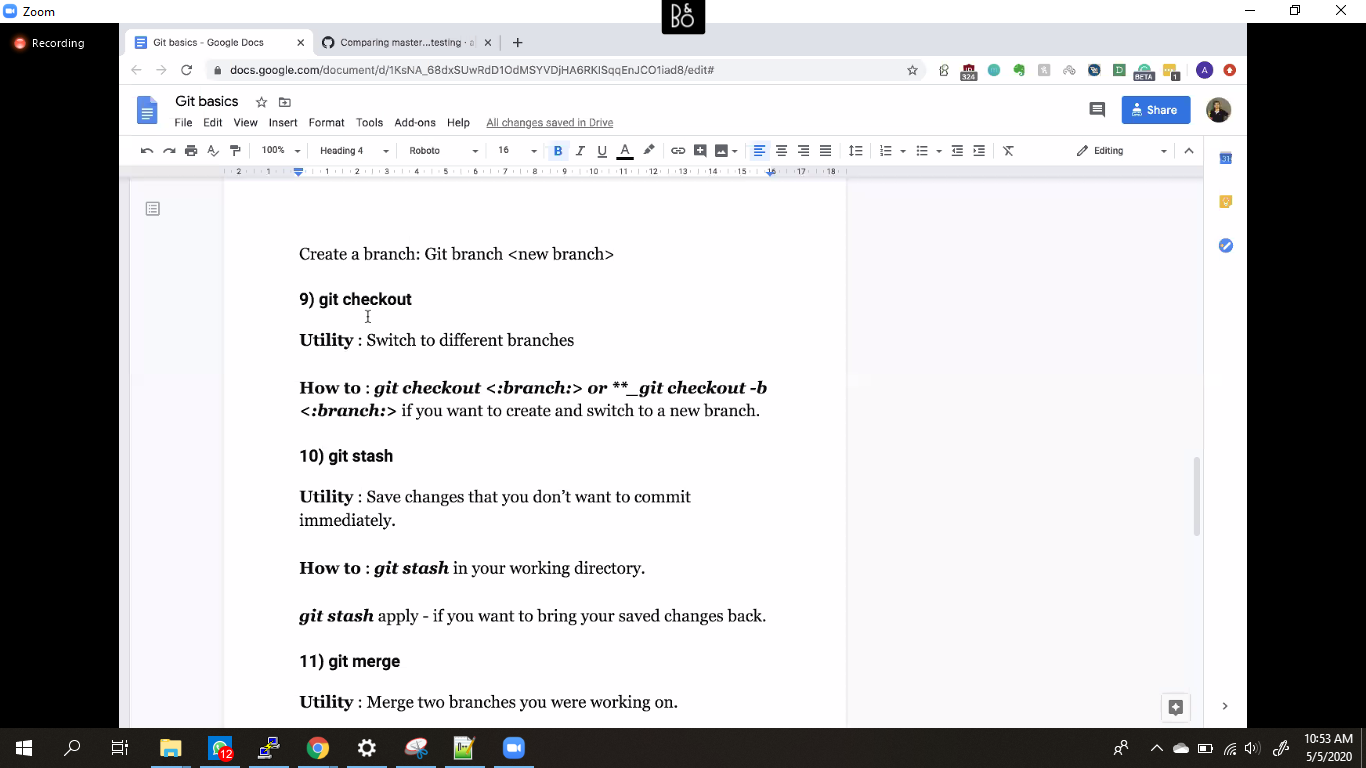 Zoom
B&O
Recording
Git basics - Google Docs
Comparing master...testing · a
docs.google.com/document/d/1KsNA_68dxSUwRdD1OdMSYVDjHA6RKlSqqEnJCO1iad8/edit#
324
BETA
1
A
Git basics
Share
File Edit View Insert Format Tools Add-ons Help All changes saved in Drive
100% Heading 4 Roboto 16 B I U A Editing
2 1 1 2 3 4 5 6 7 8 9 10 11 12 13 14 15 16 17 18
31
Create a branch: Git branch <new branch>
9) git checkout
Utility : Switch to different branches
How to : git checkout <:branch:> or **_git checkout -b
<:branch:> if you want to create and switch to a new branch.
10) git stash
Utility : Save changes that you don't want to commit
immediately.
How to : git stash in your working directory.
git stash apply - if you want to bring your saved changes back.
11) git merge
Utility : Merge two branches you were working on.
12
10:53 AM
5/5/2020